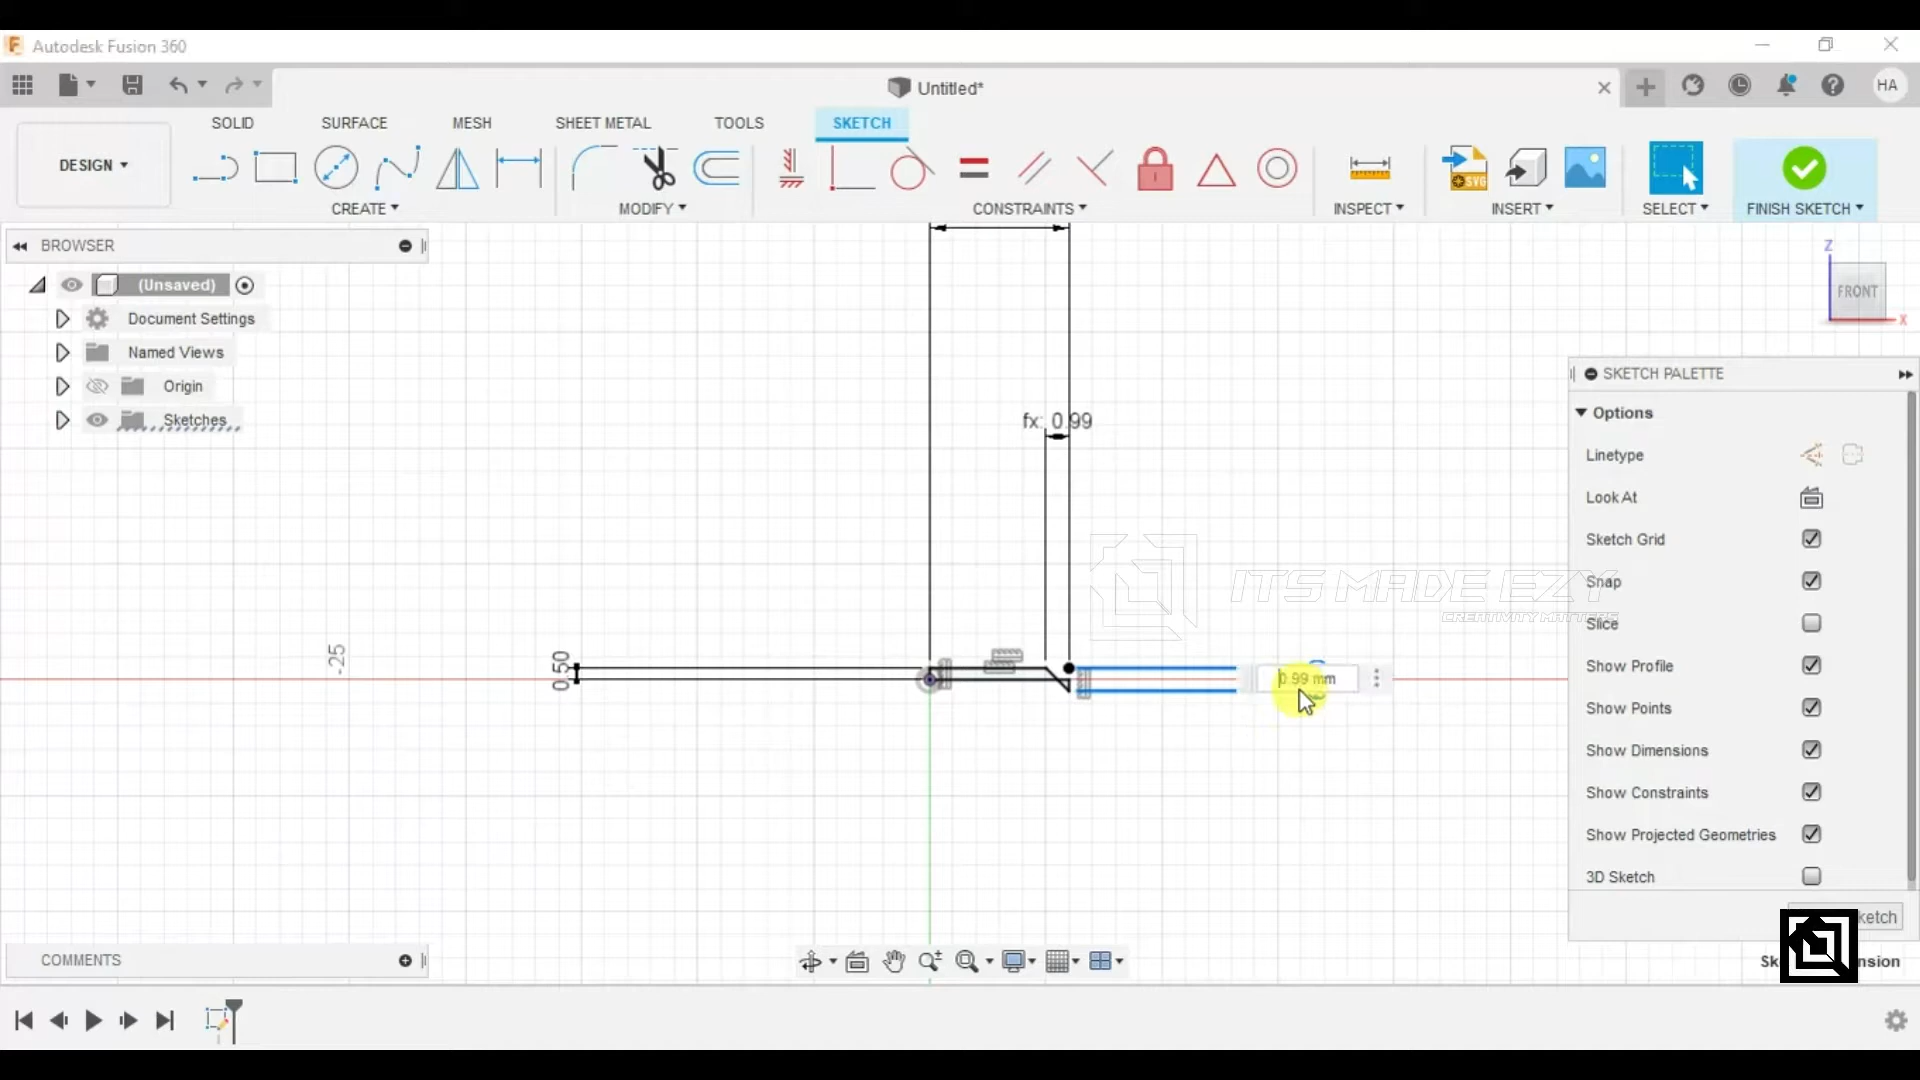 Autodesk Fusion 360
Untitled*
HA
DESIGN
SOLID
SURFACE
MESH
SHEET METAL
TOOLS
SKETCH
CREATE
MODIFY
CONSTRAINTS
INSPECT
SVG
INSERT
SELECT
FINISH SKETCH
BROWSER
(Unsaved)
Document Settings
Named Views
Origin
Sketches
Z
FRONT
X
fx: 0.99
-25
0.50
0.99 mm
ITS MADE EZY
CREATIVITY MATTERS
SKETCH PALETTE
Options
Linetype
Look At
Sketch Grid
Snap
Slice
Show Profile
Show Points
Show Dimensions
Show Constraints
Show Projected Geometries
3D Sketch
COMMENTS